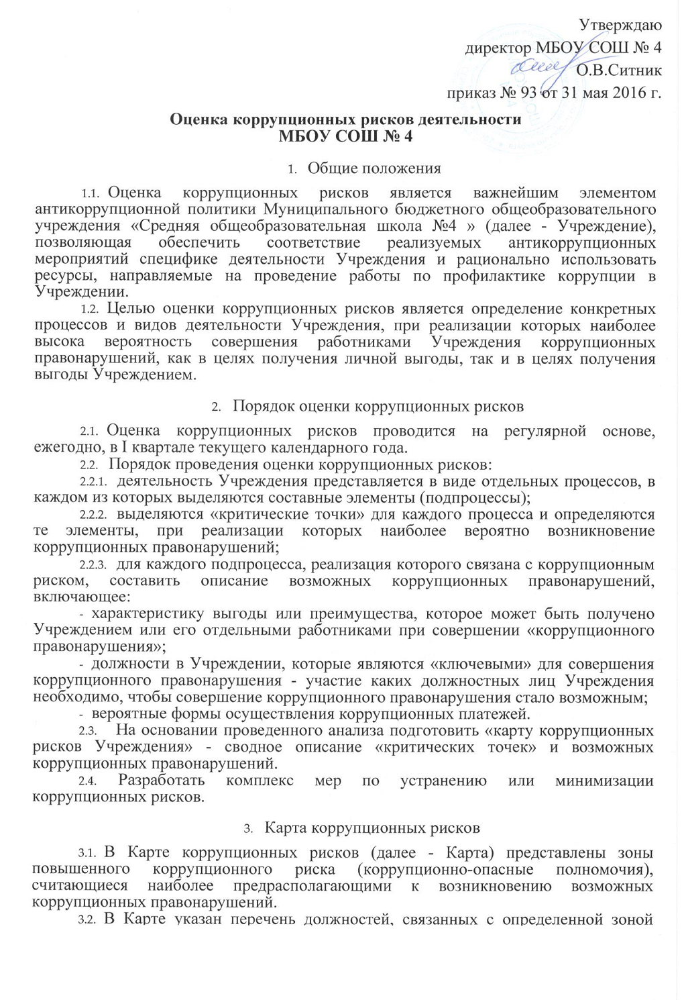 Утверждаю
директор МБОУ СОШ № 4
О.В.Ситник
приказ № 93 от 31 мая 2016 г.
Оценка коррупционных рисков деятельности
МБОУ СОШ № 4
1. Общие положения
1.1. Оценка коррупционных рисков является важнейшим элементом
антикоррупционной политики Муниципального бюджетного общеобразовательного
учреждения «Средняя общеобразовательная школа №4 » (далее - Учреждение),
позволяющая обеспечить соответствие реализуемых антикоррупционных
мероприятий специфике деятельности Учреждения и рационально использовать
ресурсы, направляемые на проведение работы по профилактике коррупции в
Учреждении.
1.2. Целью оценки коррупционных рисков является определение конкретных
процессов и видов деятельности Учреждения, при реализации которых наиболее
высока вероятность совершения работниками Учреждения коррупционных
правонарушений, как в целях получения личной выгоды, так и в целях получения
выгоды Учреждением.
2. Порядок оценки коррупционных рисков
2.1. Оценка коррупционных рисков проводится на регулярной основе,
ежегодно, в I квартале текущего календарного года.
2.2. Порядок проведения оценки коррупционных рисков:
2.2.1. деятельность Учреждения представляется в виде отдельных процессов, в
каждом из которых выделяются составные элементы (подпроцессы);
2.2.2. выделяются «критические точки» для каждого процесса и определяются
те элементы, при реализации которых наиболее вероятно возникновение
коррупционных правонарушений;
2.2.3. для каждого подпроцесса, реализация которого связана с коррупционным
риском, составить описание возможных коррупционных правонарушений,
включающее:
- характеристику выгоды или преимущества, которое может быть получено
Учреждением или его отдельными работниками при совершении «коррупционного
правонарушения»;
- должности в Учреждении, которые являются «ключевыми» для совершения
коррупционного правонарушения - участие каких должностных лиц Учреждения
необходимо, чтобы совершение коррупционного правонарушения стало возможным;
- вероятные формы осуществления коррупционных платежей.
2.3. На основании проведенного анализа подготовить «карту коррупционных
рисков Учреждения» - сводное описание «критических точек» и возможных
коррупционных правонарушений.
2.4. Разработать комплекс мер по устранению или минимизации
коррупционных рисков.
3. Карта коррупционных рисков
3.1. В Карте коррупционных рисков (далее - Карта) представлены зоны
повышенного коррупционного риска (коррупционно-опасные полномочия),
считающиеся наиболее предрасполагающими к возникновению возможных
коррупционных правонарушений.
3.2. В Карте указан перечень должностей, связанных с определенной зоной